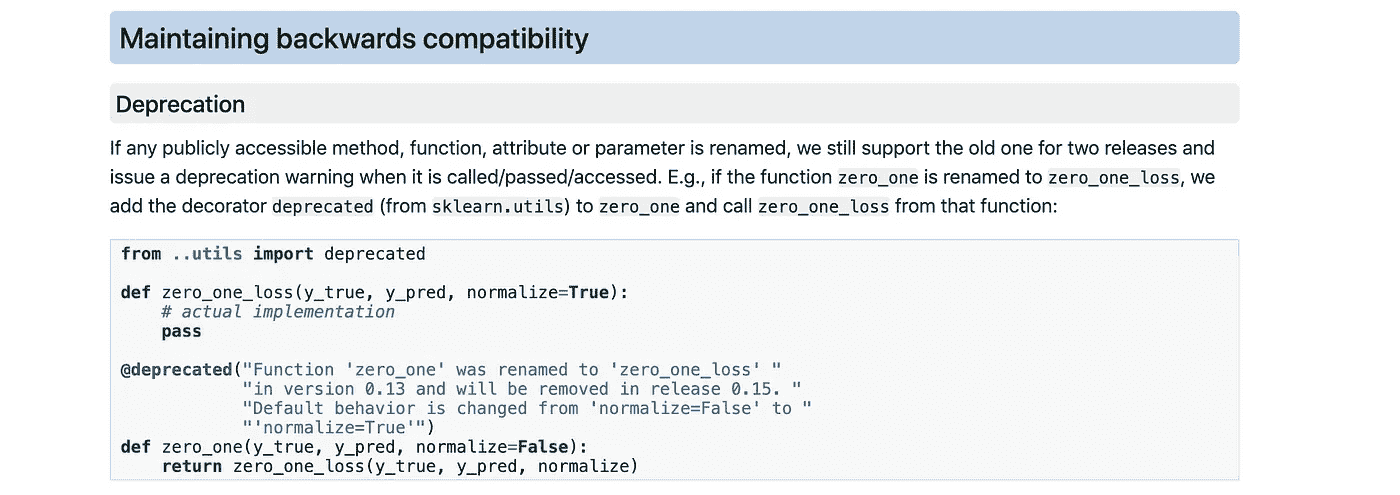 Maintaining backwards compatibility
Deprecation
If any publicly accessible method, function, attribute or parameter is renamed, we still support the old one for two releases and
issue a deprecation warning when it is called/passed/accessed. E.g., if the function zero_one is renamed to zero_one_loss, we
add the decorator deprecated (from sklearn.utils) to zero_one and call zero_one_loss from that function:
from ..utils import deprecated

def zero_one_loss(y_true, y_pred, normalize=True):
    # actual implementation
    pass

@deprecated("Function 'zero_one' was renamed to 'zero_one_loss' "
            "in version 0.13 and will be removed in release 0.15. "
            "Default behavior is changed from 'normalize=False' to "
            "'normalize=True'")
def zero_one(y_true, y_pred, normalize=False):
    return zero_one_loss(y_true, y_pred, normalize)